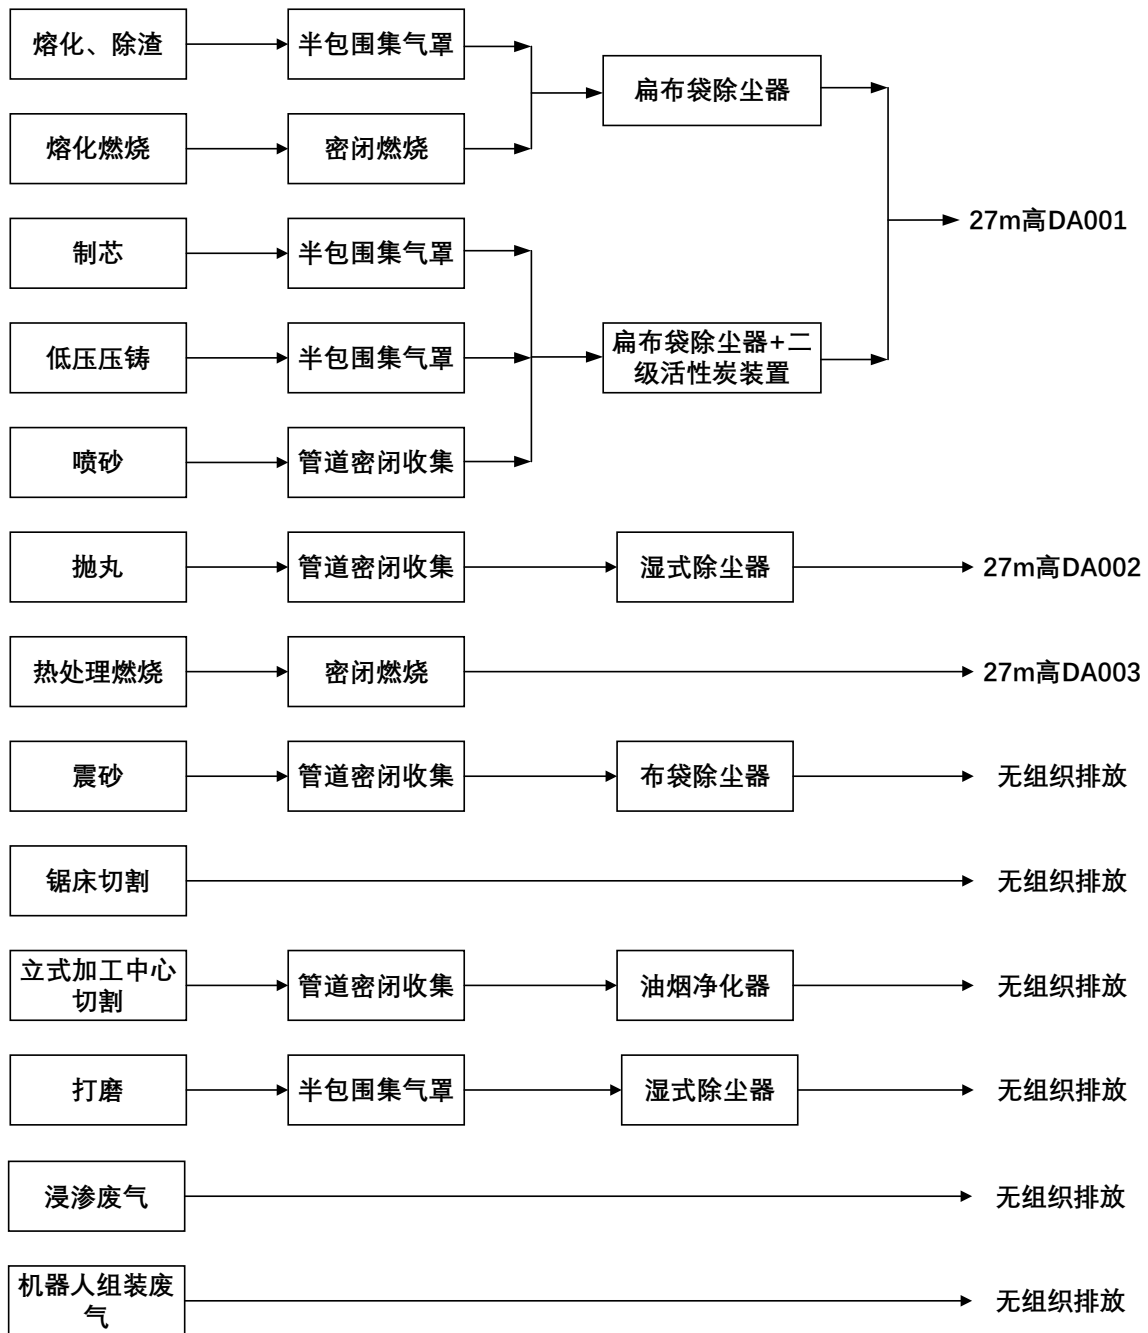 熔化、除渣
半包围集气罩
扁布袋除尘器
熔化燃烧
密闭燃烧
27m高DA001
制芯
半包围集气罩
低压压铸
半包围集气罩
扁布袋除尘器+二
级活性炭装置
喷砂
管道密闭收集
抛丸
管道密闭收集
湿式除尘器
27m高DA002
热处理燃烧
密闭燃烧
27m高DA003
震砂
管道密闭收集
布袋除尘器
无组织排放
锯床切割
无组织排放
立式加工中心
切割
管道密闭收集
油烟净化器
无组织排放
打磨
半包围集气罩
湿式除尘器
无组织排放
浸渗废气
无组织排放
机器人组装废
气
无组织排放